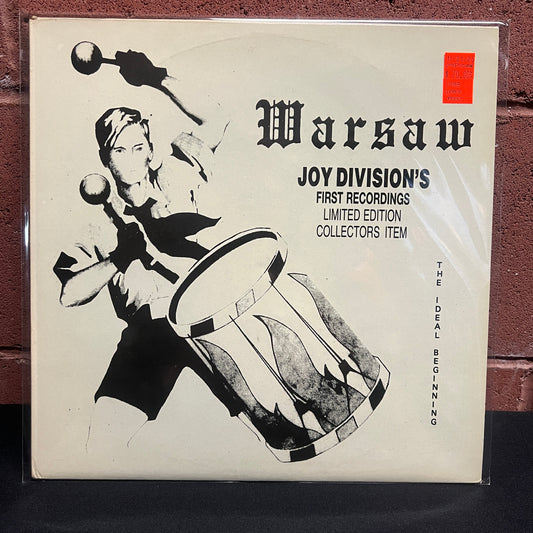 Warsaw
JOY DIVISION'S
FIRST RECORDINGS
LIMITED EDITION
COLLECTORS ITEM
THE IDEAL BEGINNING